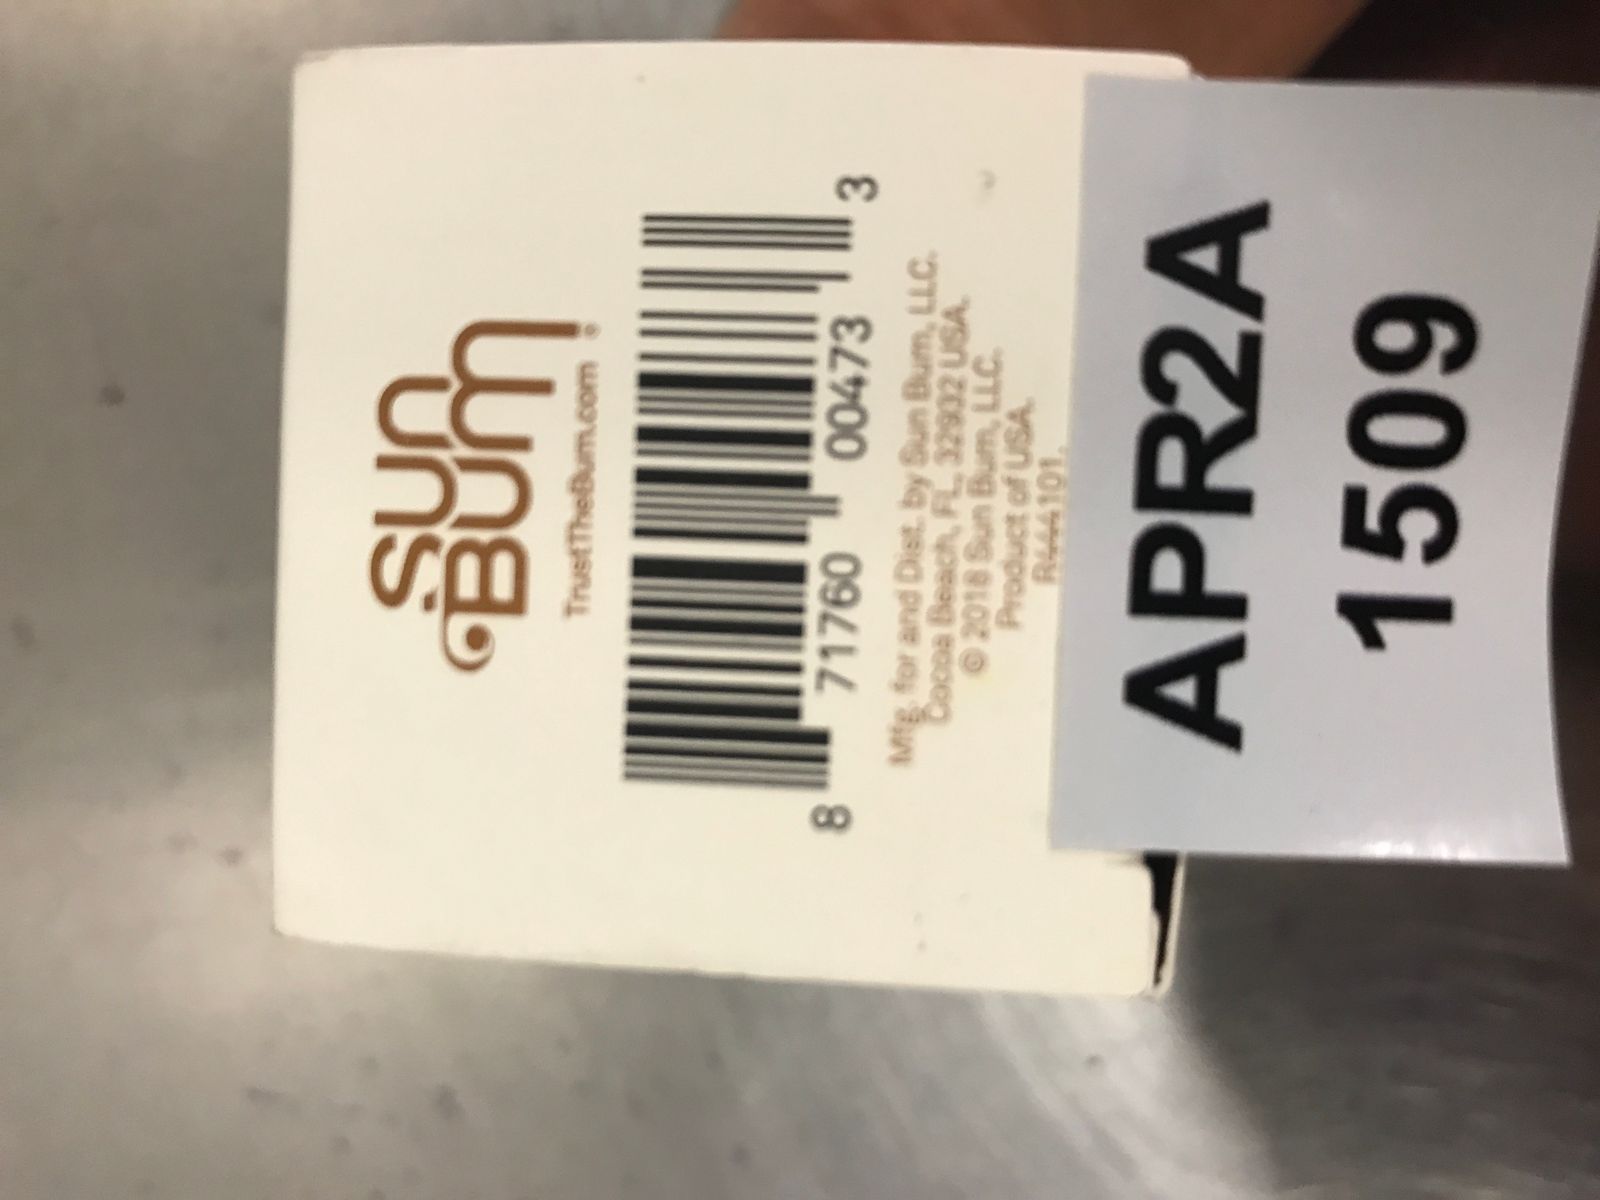 Sun
Bum®
TrustTheBum.com
8 71760 00473 3
Mfg. for and Dist. by Sun Bum, LLC.
Cocoa Beach, FL, 32932 USA.
© 2018 Sun Bum, LLC.
Product of USA.
APR2A
1509